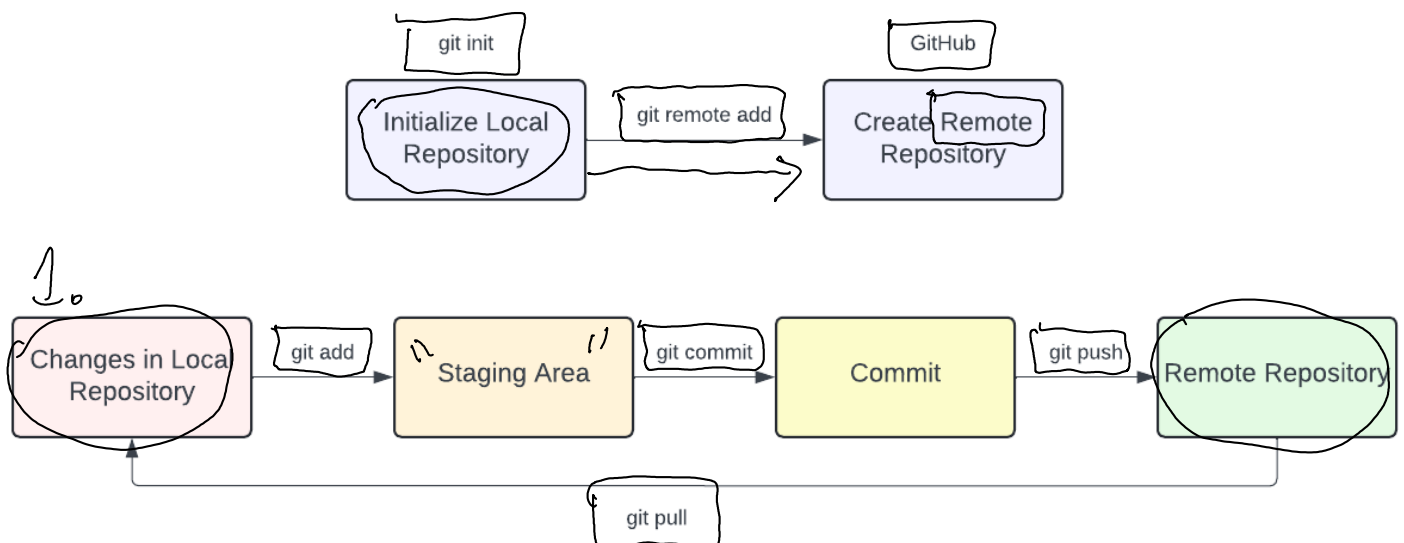 git init
GitHub
Initialize Local
Repository
git remote add
Create Remote
Repository
1.
Changes in Local
Repository
git add
" Staging Area "
git commit
Commit
git push
Remote Repository
git pull